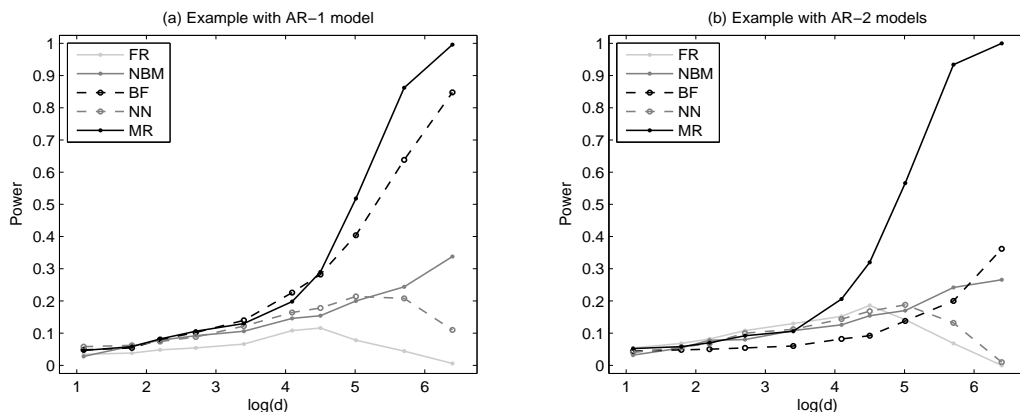 (a) Example with AR−1 model
Power
1
0.9
0.8
0.7
0.6
0.5
0.4
0.3
0.2
0.1
0
FR
NBM
BF
NN
MR
1 2 3 4 5 6
log(d)
(b) Example with AR−2 models
Power
1
0.9
0.8
0.7
0.6
0.5
0.4
0.3
0.2
0.1
0
FR
NBM
BF
NN
MR
1 2 3 4 5 6
log(d)